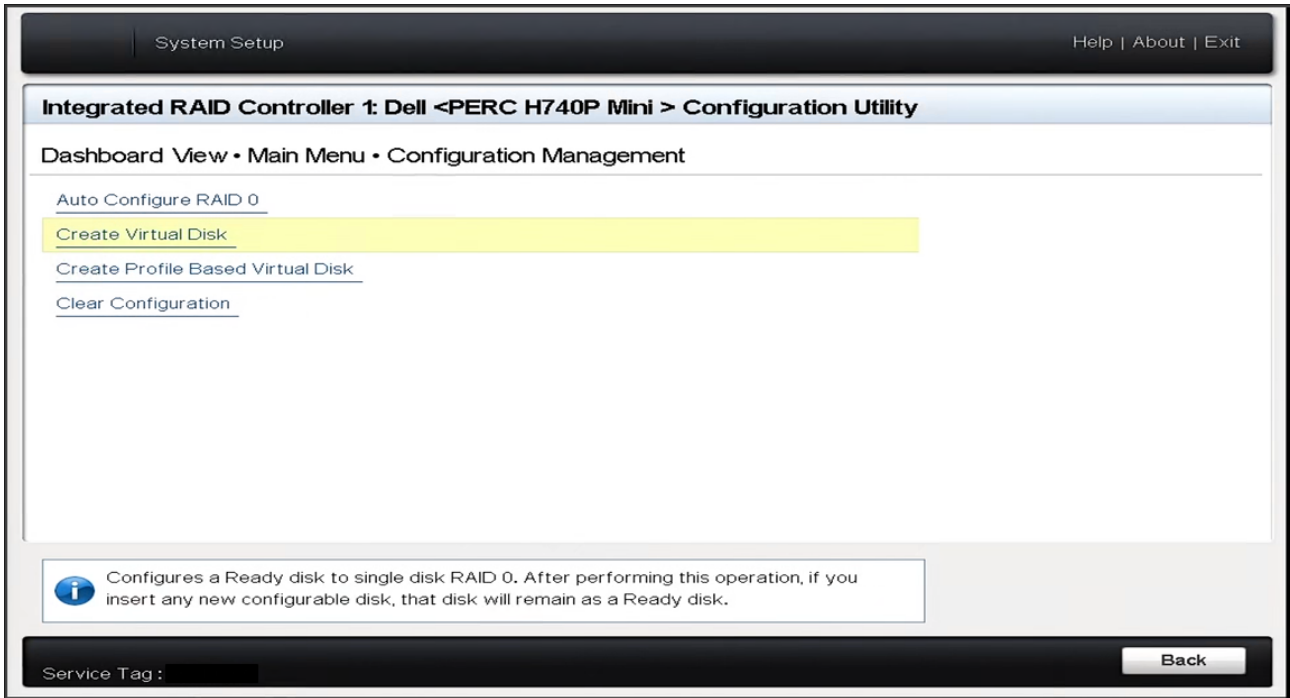 System Setup
Help | About | Exit
Integrated RAID Controller 1: Dell <PERC H740P Mini > Configuration Utility
Dashboard View • Main Menu • Configuration Management
Auto Configure RAID 0
Create Virtual Disk
Create Profile Based Virtual Disk
Clear Configuration
Configures a Ready disk to single disk RAID 0. After performing this operation, if you
insert any new configurable disk, that disk will remain as a Ready disk.
Service Tag :
Back